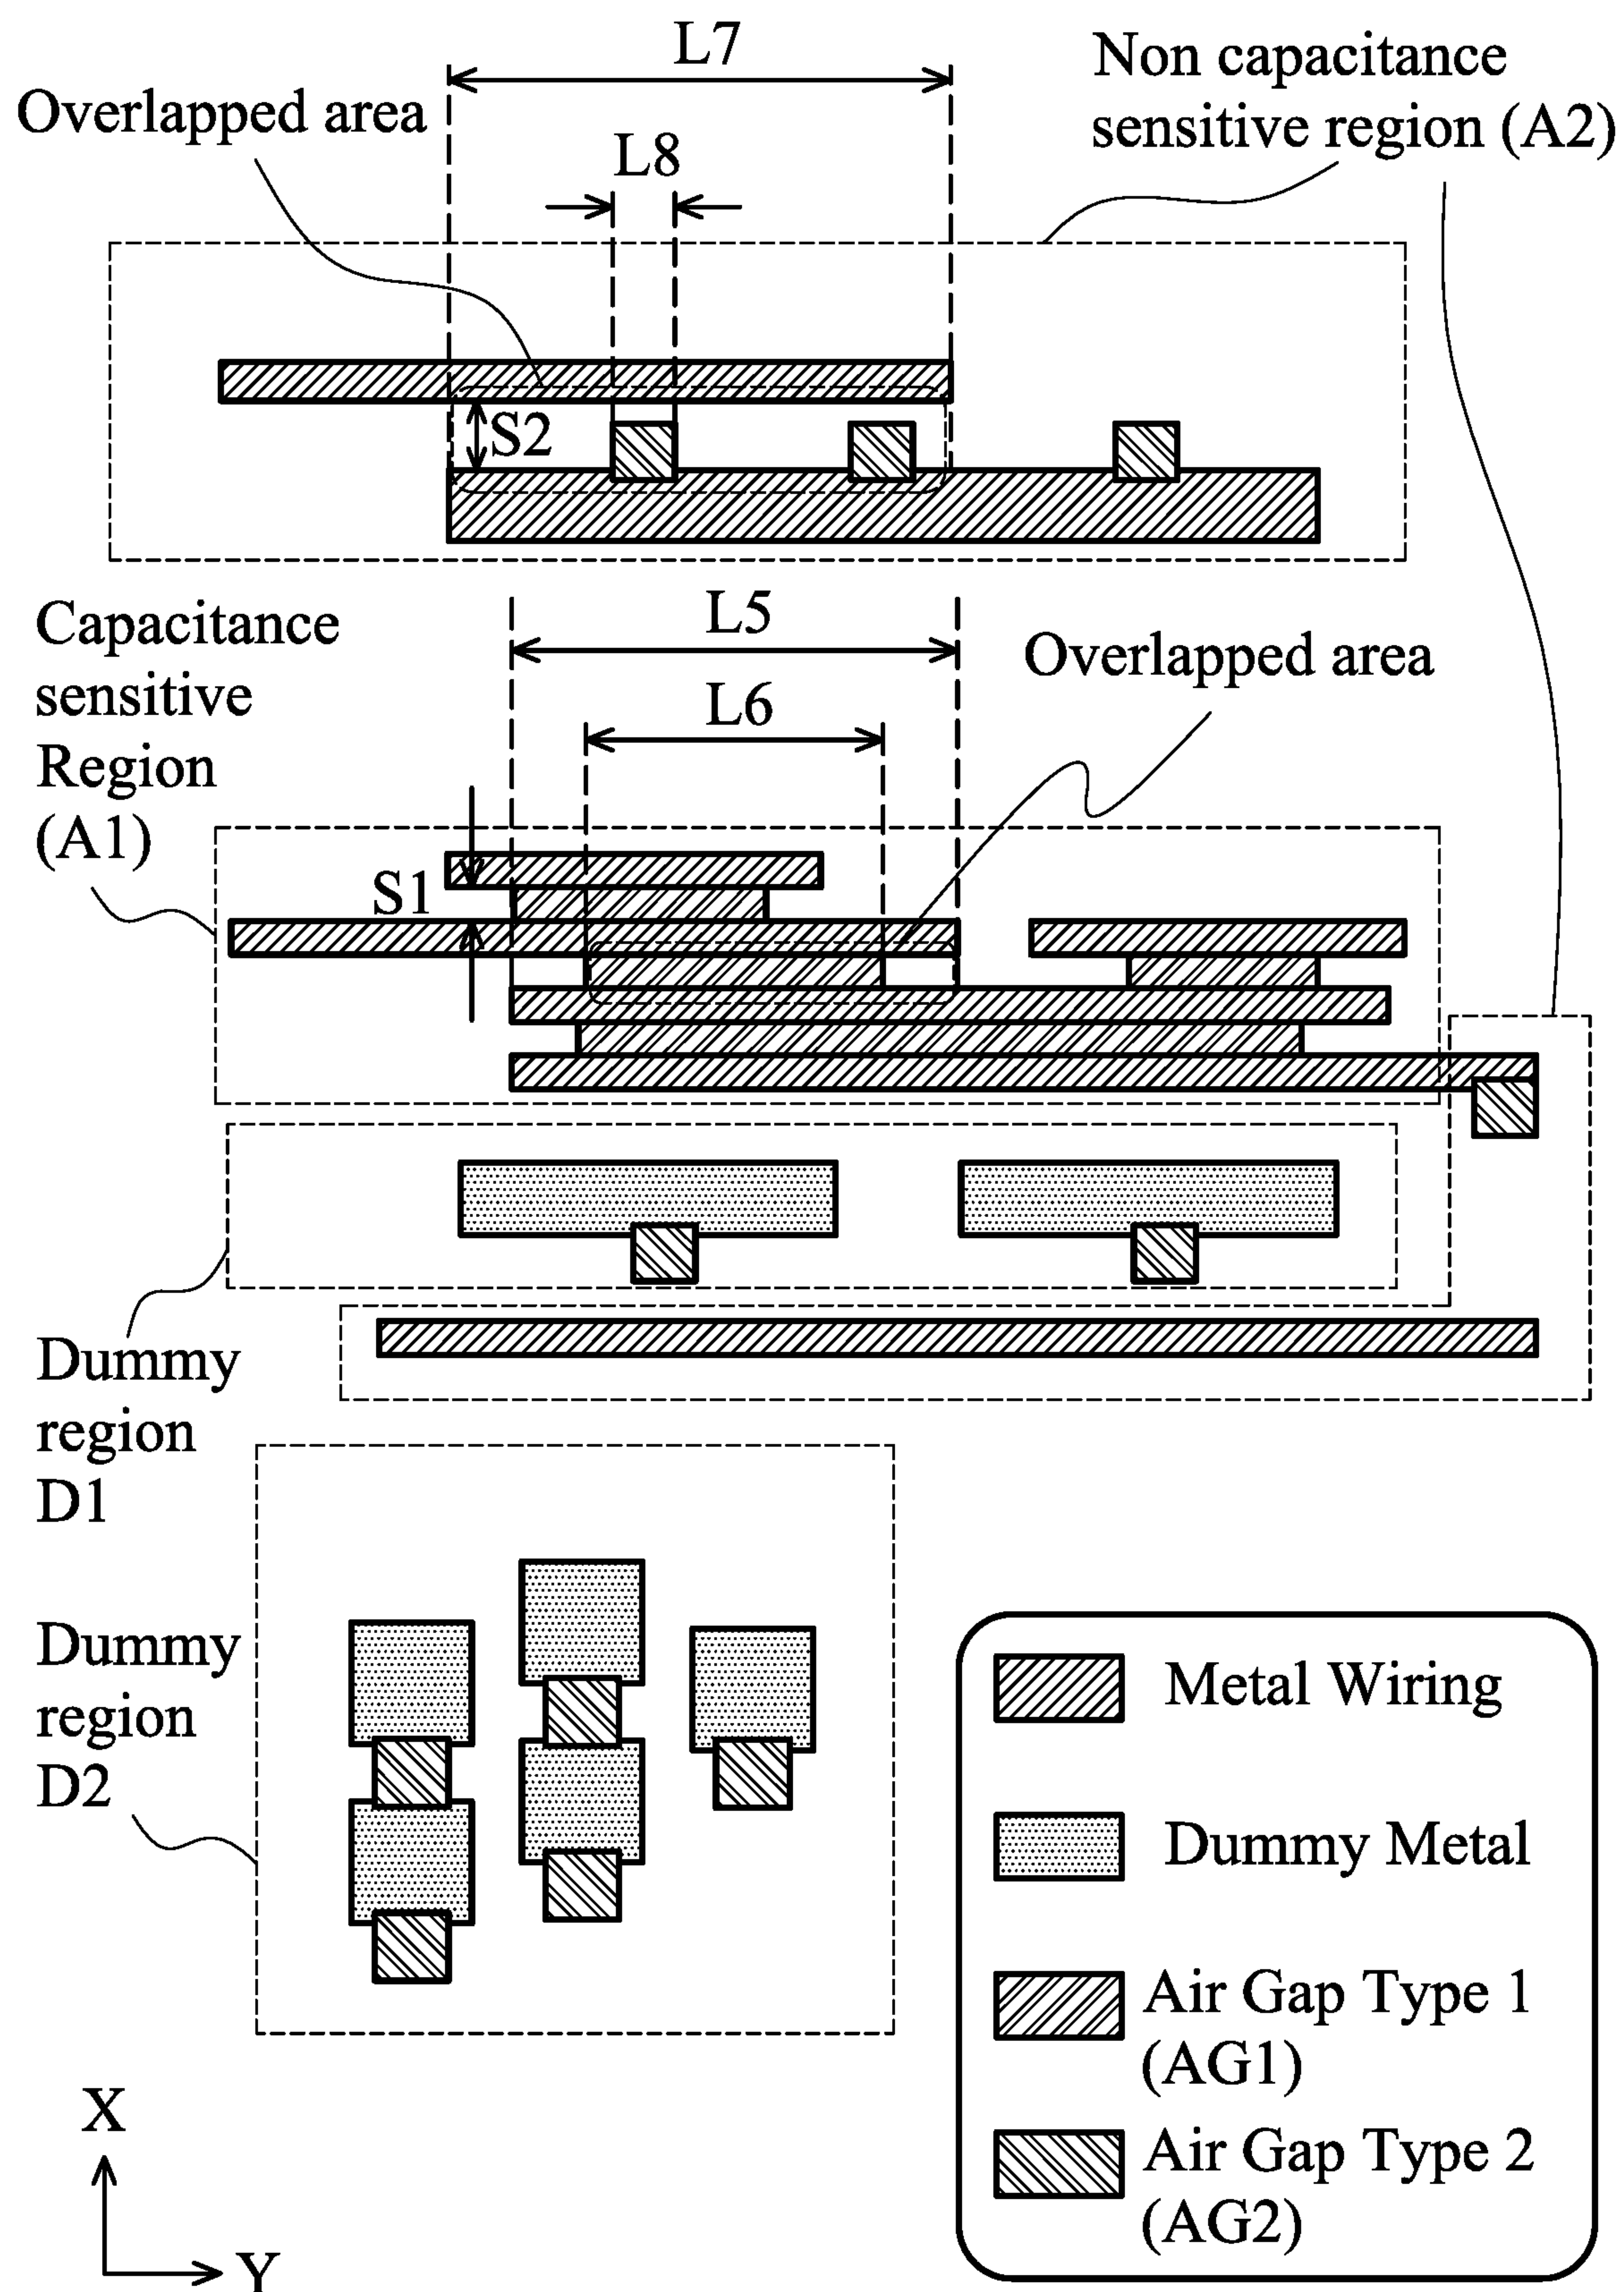 L7
Non capacitance
sensitive region (A2)
Overlapped area
L8
S2
Capacitance
sensitive
Region
(A1)
L5
Overlapped area
L6
S1
Dummy
region
D1
Dummy
region
D2
Metal Wiring
Dummy Metal
Air Gap Type 1
(AG1)
Air Gap Type 2
(AG2)
X
Y